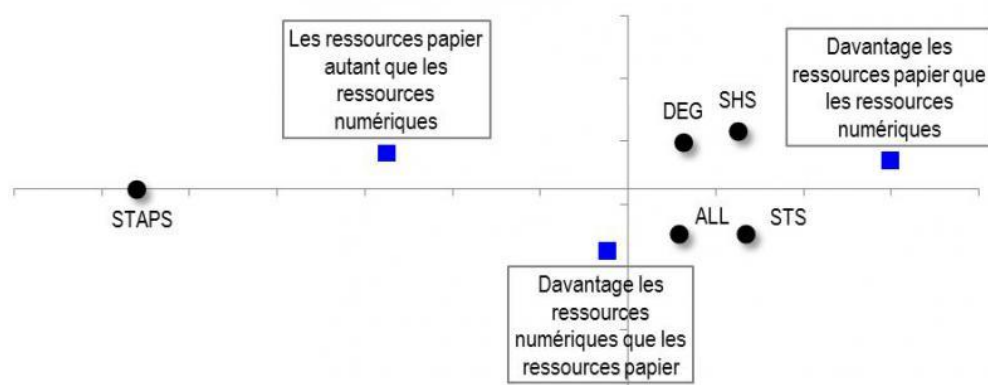 Les ressources papier
autant que les
ressources
numériques
Davantage les
ressources papier que
les ressources
numériques
DEG
SHS
STAPS
ALL
STS
Davantage les
ressources
numériques que les
ressources papier